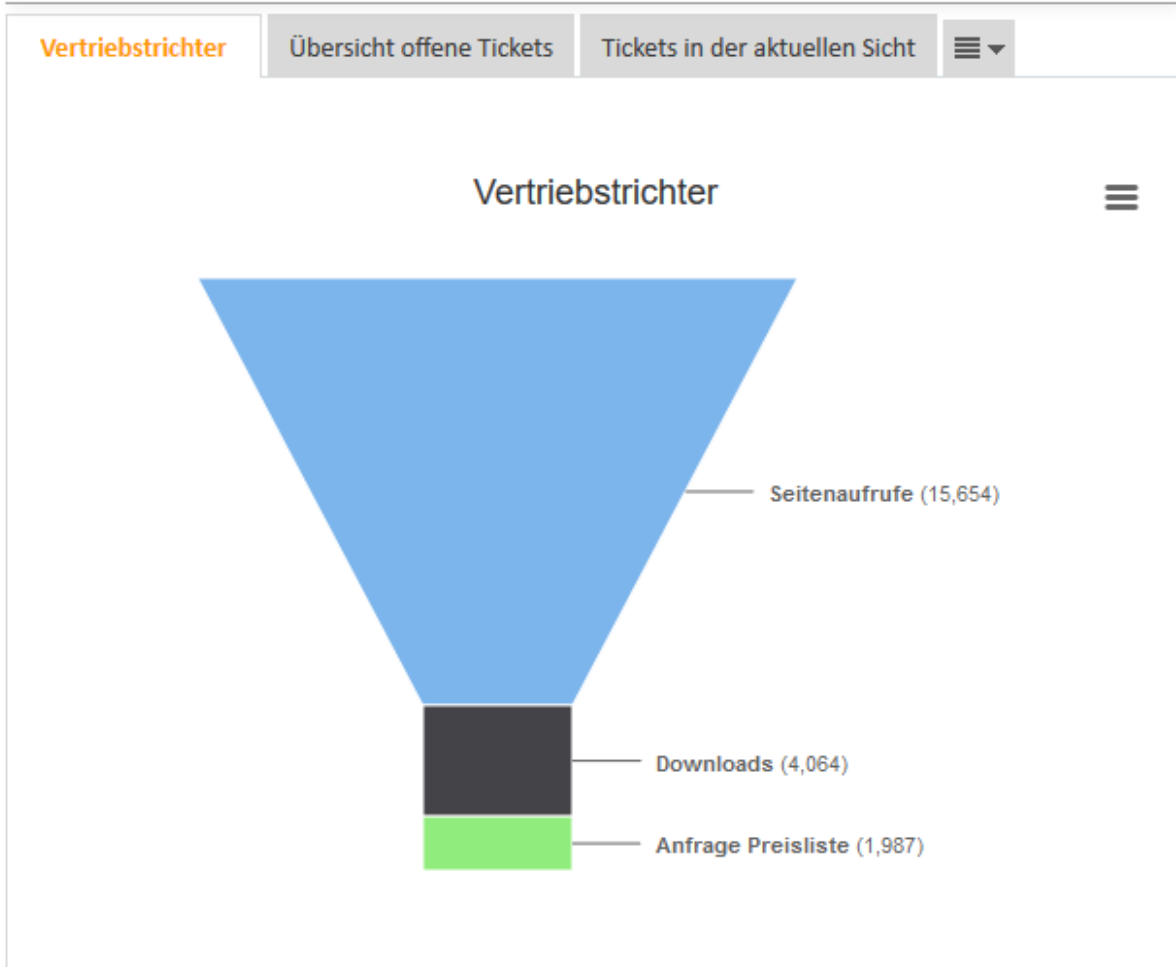 Vertriebstrichter Übersicht offene Tickets Tickets in der aktuellen Sicht
Vertriebstrichter
Seitenaufrufe (15,654)
Downloads (4,064)
Anfrage Preisliste (1,987)